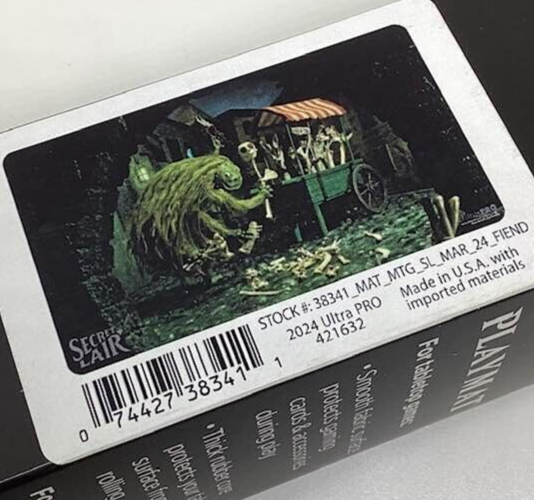 SECRET
LAIR
STOCK #: 38341_MAT_MTG_SL_MAR_24_FIEND
2024 Ultra PRO
421632
Made in U.S.A. with
imported materials
0 74427 38341 1
PLAYMAT
For tabletop games
• Smooth fabric surface
protects gaming
cards & accessories
during play
• Thick rubber
protects
surface
rolling